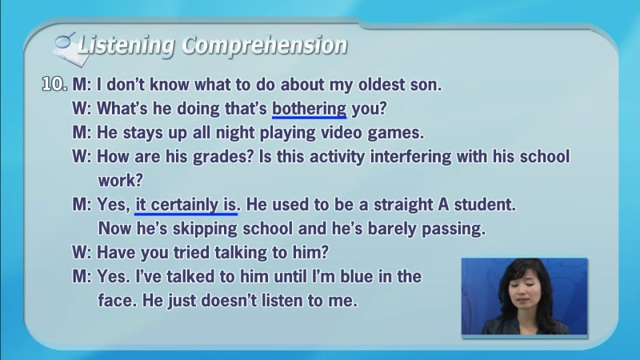 Listening Comprehension
10. M: I don't know what to do about my oldest son.
W: What's he doing that's bothering you?
M: He stays up all night playing video games.
W: How are his grades? Is this activity interfering with his school
work?
M: Yes, it certainly is. He used to be a straight A student.
Now he's skipping school and he's barely passing.
W: Have you tried talking to him?
M: Yes. I've talked to him until I'm blue in the
face. He just doesn't listen to me.